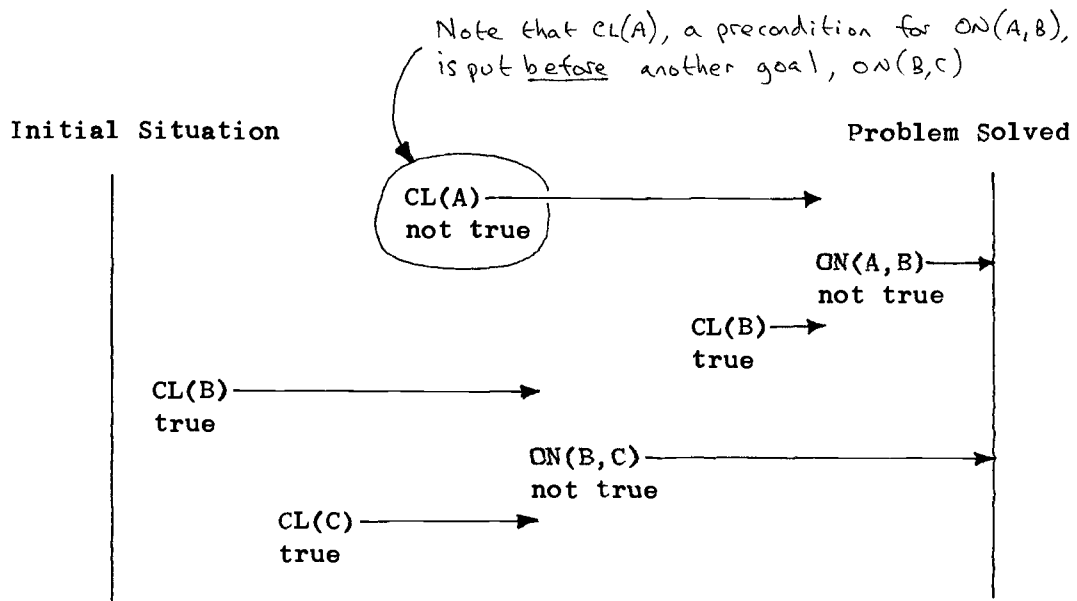 Note that CL(A), a precondition for ON(A,B),
is put before another goal, ON(B,C)
Initial Situation
Problem Solved
CL(A)
not true
ON(A,B)
not true
CL(B)
true
CL(B)
true
ON(B,C)
not true
CL(C)
true